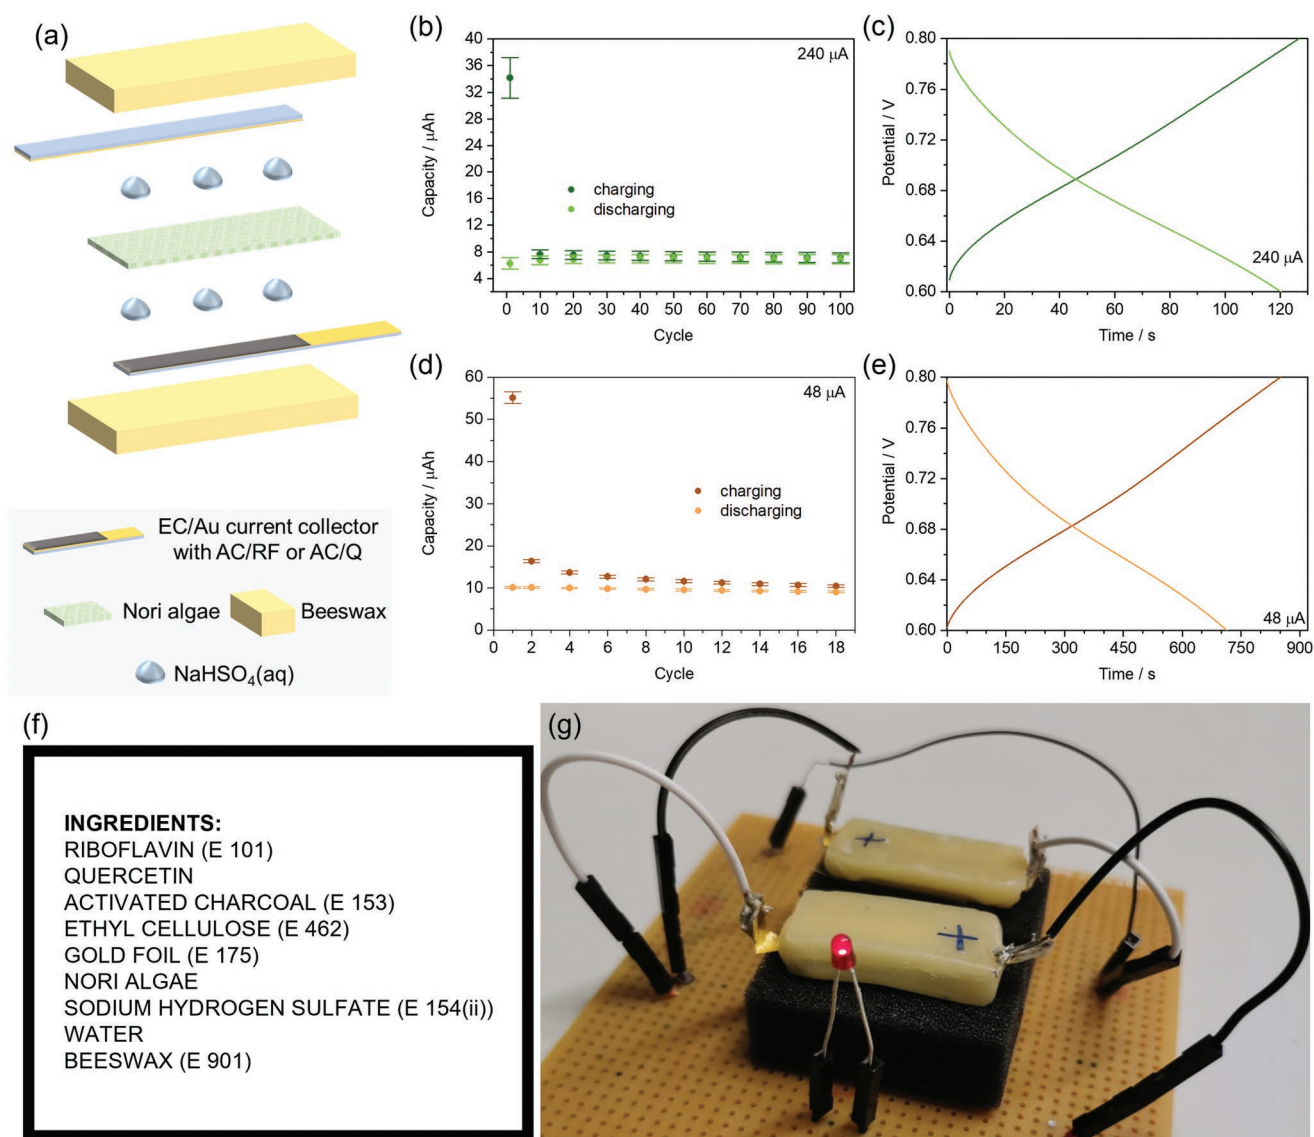 (a)
EC/Au current collector
with AC/RF or AC/Q
Nori algae
Beeswax
NaHSO₄(aq)
(b)
240 µA
40
36
32
28
24
20
16
12
8
4
Capacity / µAh
charging
discharging
0 10 20 30 40 50 60 70 80 90 100
Cycle
(c)
0.80
0.76
0.72
0.68
0.64
0.60
Potential / V
240 µA
0 20 40 60 80 100 120
Time / s
(d)
48 µA
60
50
40
30
20
10
0
Capacity / µAh
charging
discharging
0 2 4 6 8 10 12 14 16 18
Cycle
(e)
0.80
0.76
0.72
0.68
0.64
0.60
Potential / V
48 µA
0 150 300 450 600 750 900
Time / s
(f)
INGREDIENTS:
RIBOFLAVIN (E 101)
QUERCETIN
ACTIVATED CHARCOAL (E 153)
ETHYL CELLULOSE (E 462)
GOLD FOIL (E 175)
NORI ALGAE
SODIUM HYDROGEN SULFATE (E 154(ii))
WATER
BEESWAX (E 901)
(g)
+
+